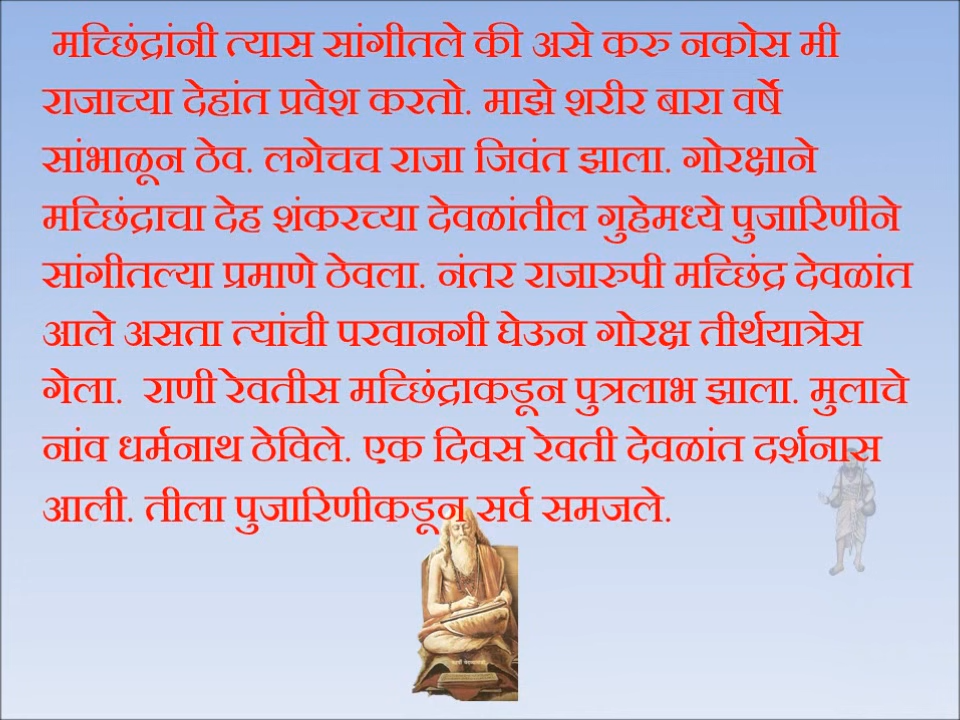 मच्छिंद्रांनी त्यास सांगीतले की असे करु नकोस मी
राजाच्या देहांत प्रवेश करतो. माझे शरीर बारा वर्षे
सांभाळून ठेव. लगेचच राजा जिवंत झाला. गोरक्षाने
मच्छिंद्राचा देह शंकरच्या देवळांतील गुहेमध्ये पुजारिणीने
सांगीतल्या प्रमाणे ठेवला. नंतर राजारुपी मच्छिंद्र देवळांत
आले असता त्यांची परवानगी घेऊन गोरक्ष तीर्थयात्रेस
गेला. राणी रेवतीस मच्छिंद्राकडून पुत्रलाभ झाला. मुलाचे
नांव धर्मनाथ ठेविले. एक दिवस रेवती देवळांत दर्शनास
आली. तीला पुजारिणीकडून सर्व समजले.